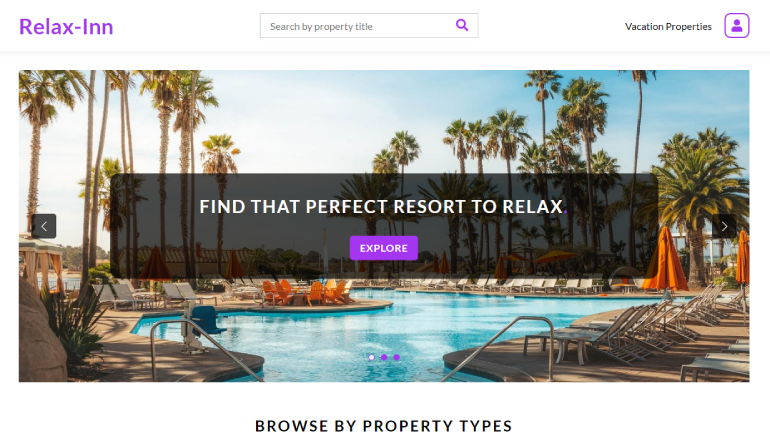 Relax-Inn
Search by property title
Vacation Properties
FIND THAT PERFECT RESORT TO RELAX.
EXPLORE
BROWSE BY PROPERTY TYPES